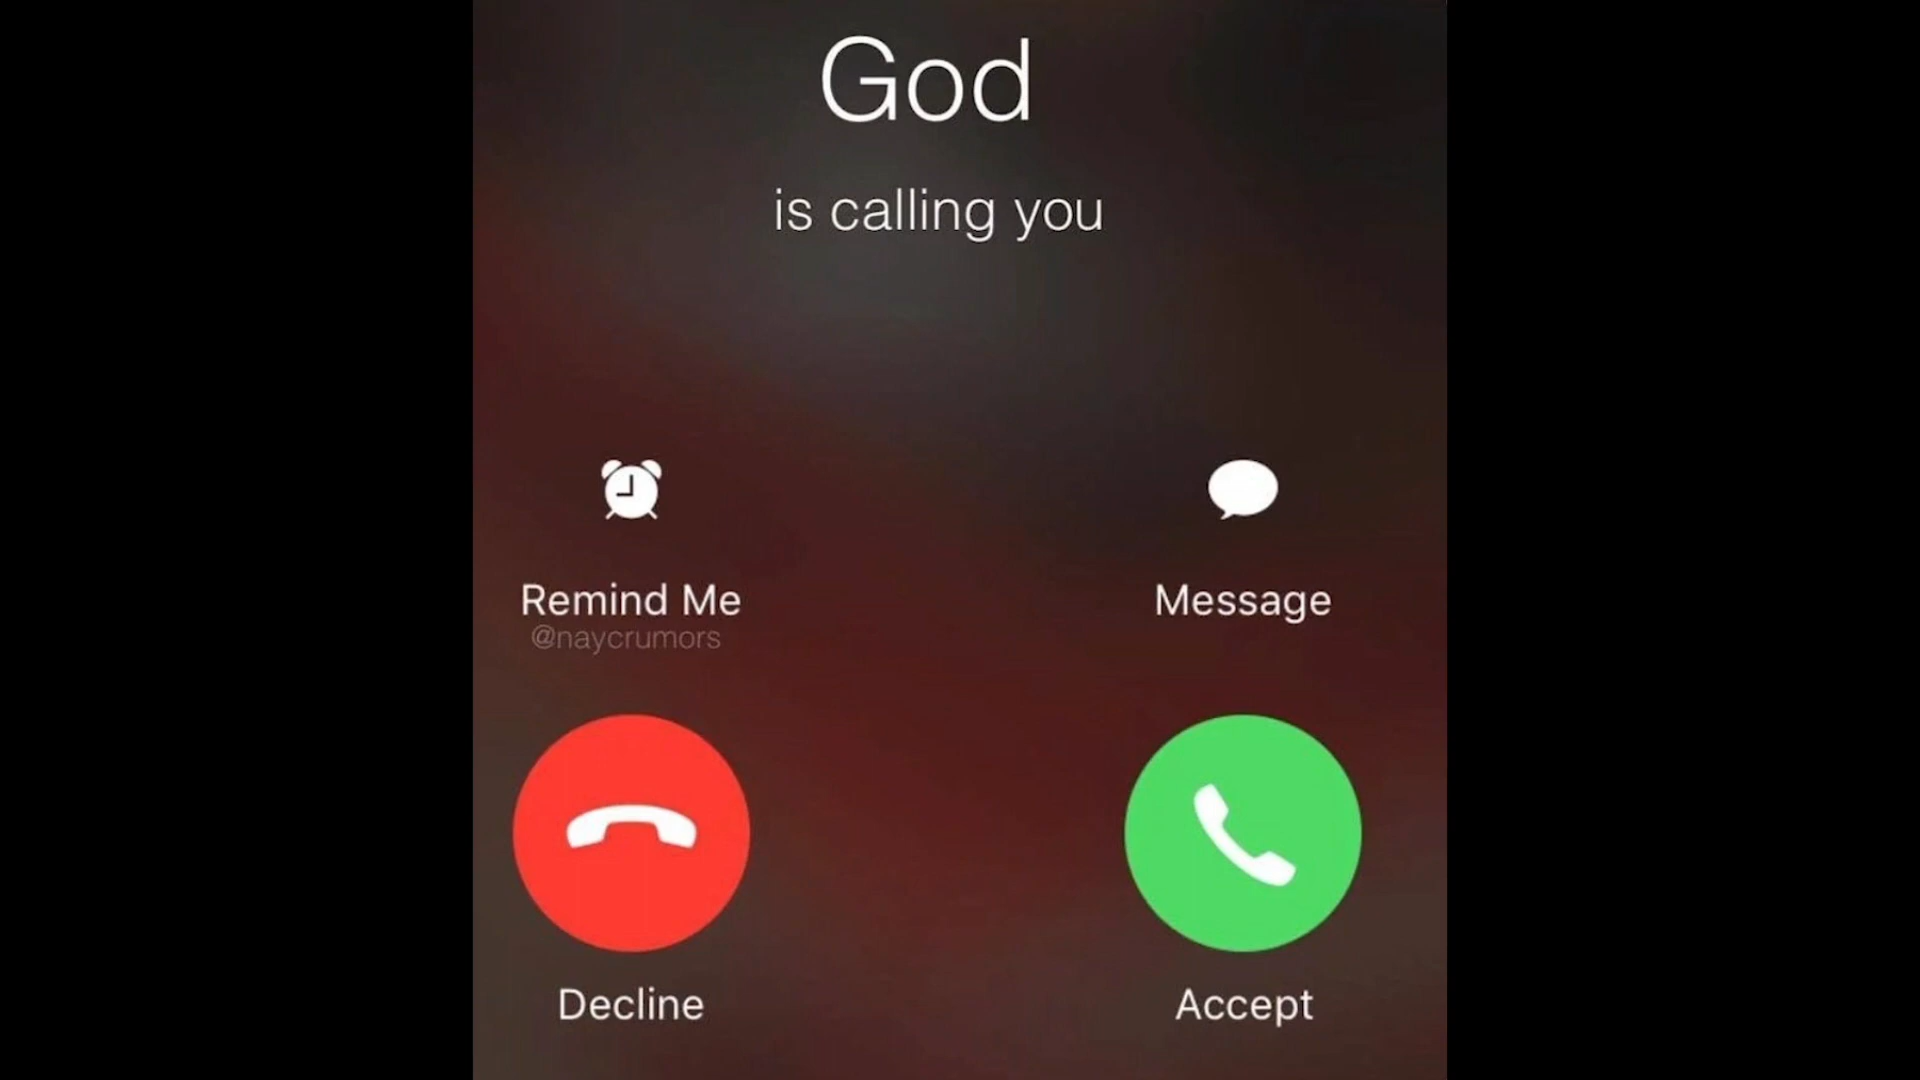 God
is calling you
Remind Me
Message
@naycrumors
Decline
Accept